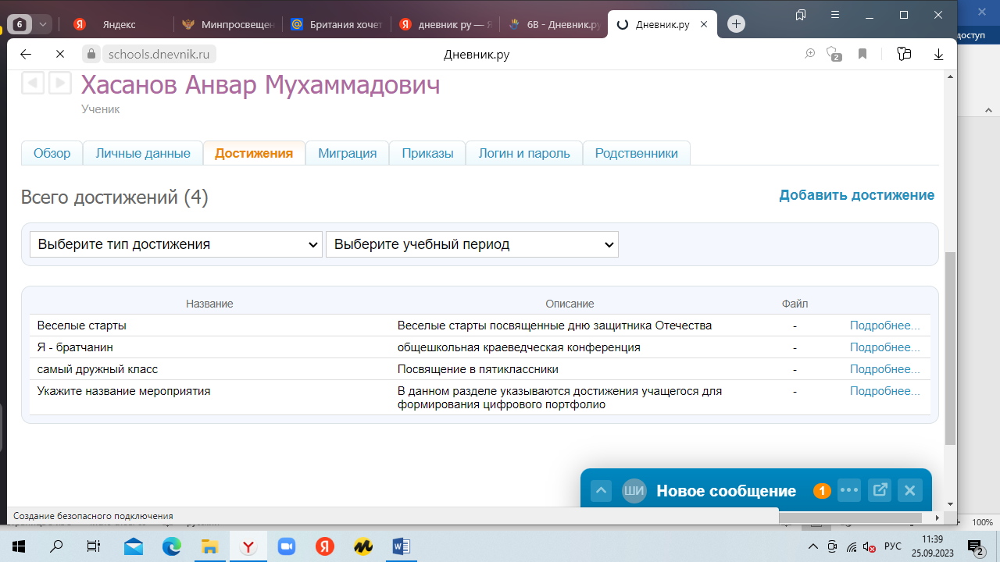 6
Яндекс
Минпросвещен
Британия хочет
дневник ру — Я
6В - Дневник.ру
Дневник.ру
доступ
schools.dnevnik.ru
Дневник.ру
2
Хасанов Анвар Мухаммадович
Ученик
Обзор
Личные данные
Достижения
Миграция
Приказы
Логин и пароль
Родственники
Всего достижений (4)
Добавить достижение
Выберите тип достижения
Выберите учебный период
Название
Описание
Файл
Веселые старты
Веселые старты посвященные дню защитника Отечества
-
Подробнее...
Я - братчанин
общешкольная краеведческая конференция
-
Подробнее...
самый дружный класс
Посвящение в пятиклассники
-
Подробнее...
Укажите название мероприятия
В данном разделе указываются достижения учащегося для
формирования цифрового портфолио
-
Подробнее...
ШИ
Новое сообщение
1
Создание безопасного подключения
100%
РУС
11:39
25.09.2023
2